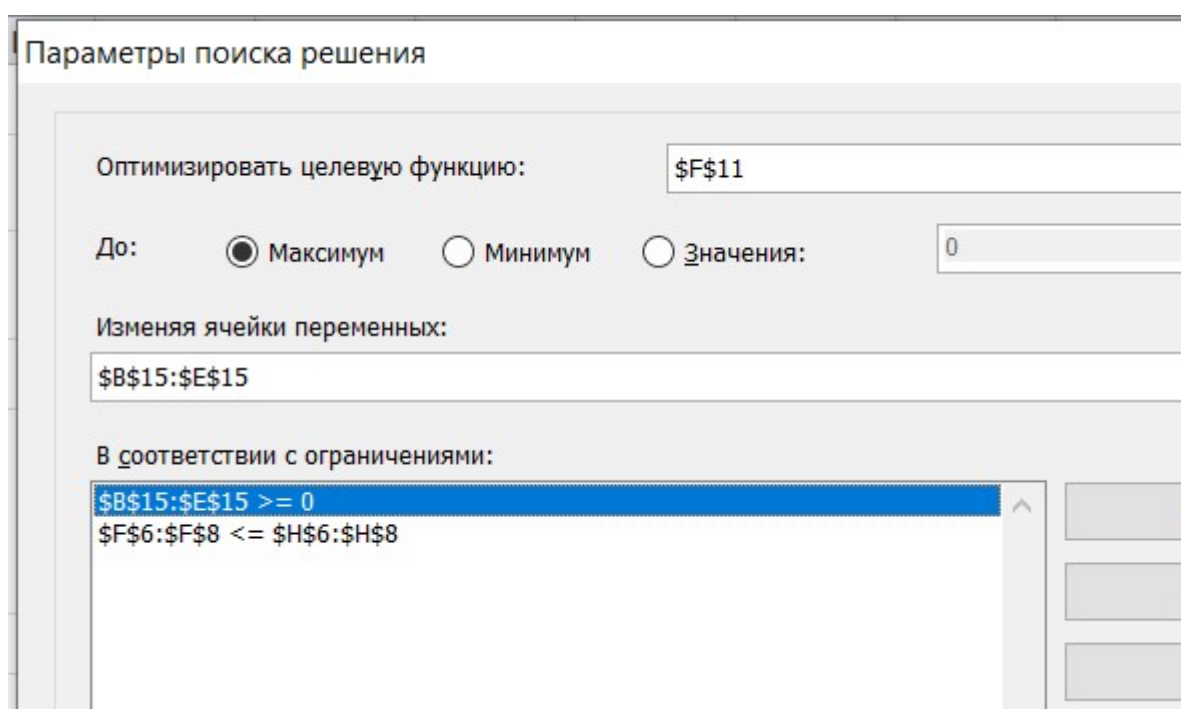 Параметры поиска решения
Оптимизировать целевую функцию: $F$11
До: Максимум Минимум Значения: 0
Изменяя ячейки переменных:
$B$15:$E$15
В соответствии с ограничениями:
$B$15:$E$15 >= 0
$F$6:$F$8 <= $H$6:$H$8